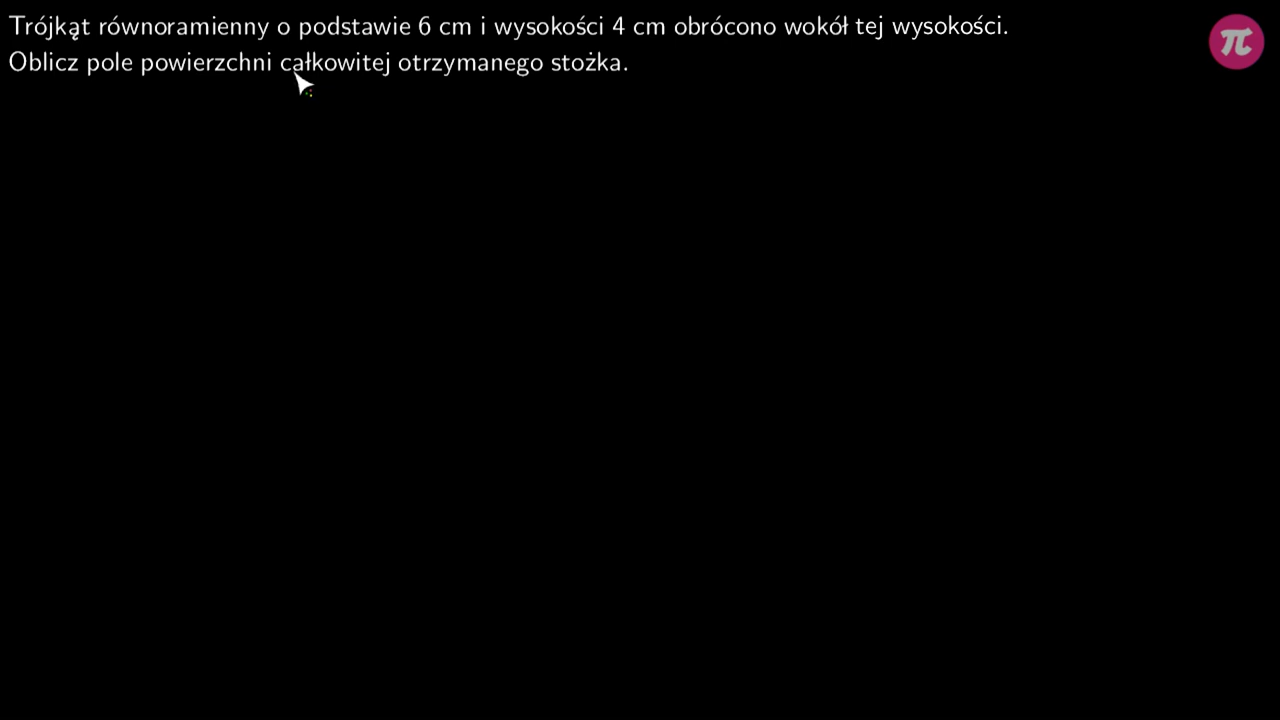 Trójkąt równoramienny o podstawie 6 cm i wysokości 4 cm obrócono wokół tej wysokości.
Oblicz pole powierzchni całkowitej otrzymanego stożka.
π